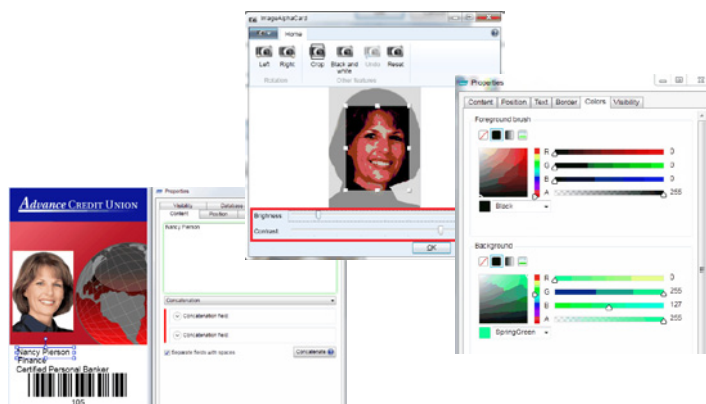 ImageAlphaCard
Home
Left
Right
Crop
Black and white
Undo
Reset
Rotation
Other features
Brighness
Contrast
OK
Properties
Content
Position
Text
Border
Colors
Visibility
Foreground brush
R
0
G
0
B
0
A
255
Black
Background
R
0
G
255
B
127
A
255
SpringGreen
Advance CREDIT UNION
Nancy Pierson
Finance
Certified Personal Banker
105
Properties
Visibility
Database
Content
Position
Nancy Pierson
Concatenation
Concatenation field
Concatenation field
Separate fields with spaces
Concatenate